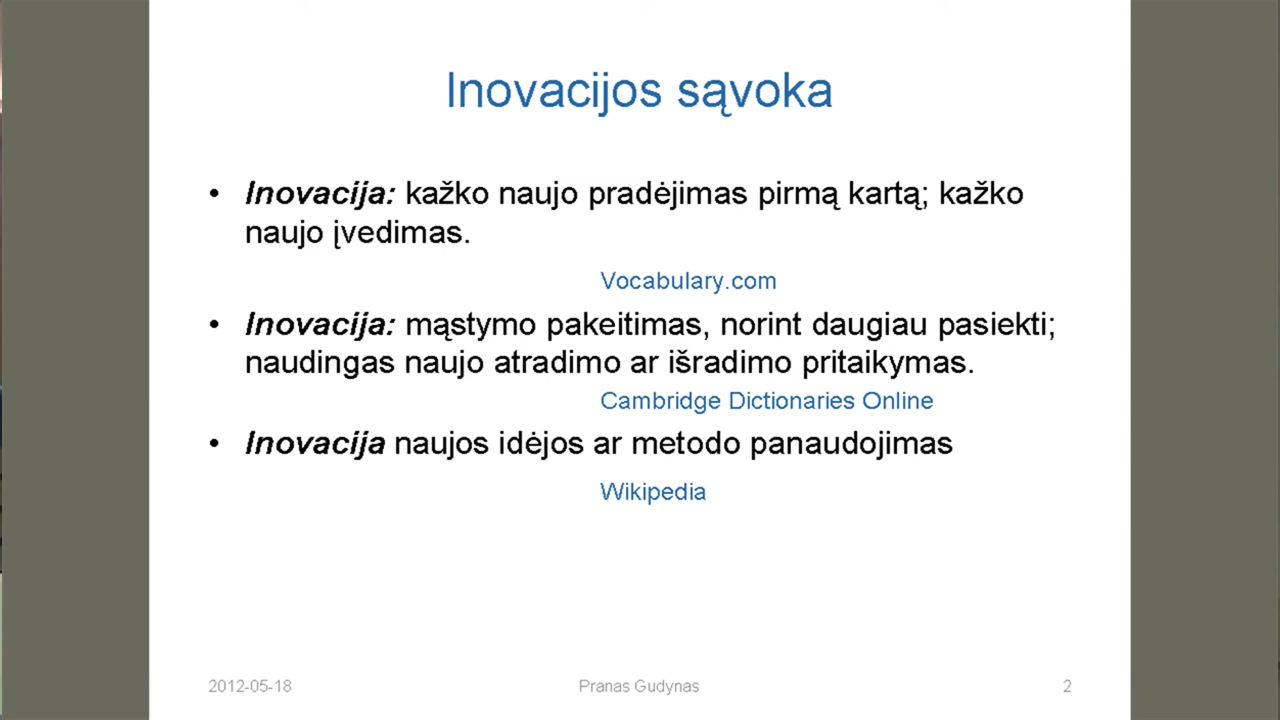 Inovacijos sąvoka
• Inovacija: kažko naujo pradėjimas pirmą kartą; kažko
naujo įvedimas.
Vocabulary.com
• Inovacija: mąstymo pakeitimas, norint daugiau pasiekti;
naudingas naujo atradimo ar išradimo pritaikymas.
Cambridge Dictionaries Online
• Inovacija naujos idėjos ar metodo panaudojimas
Wikipedia
2012-05-18 Pranas Gudynas 2